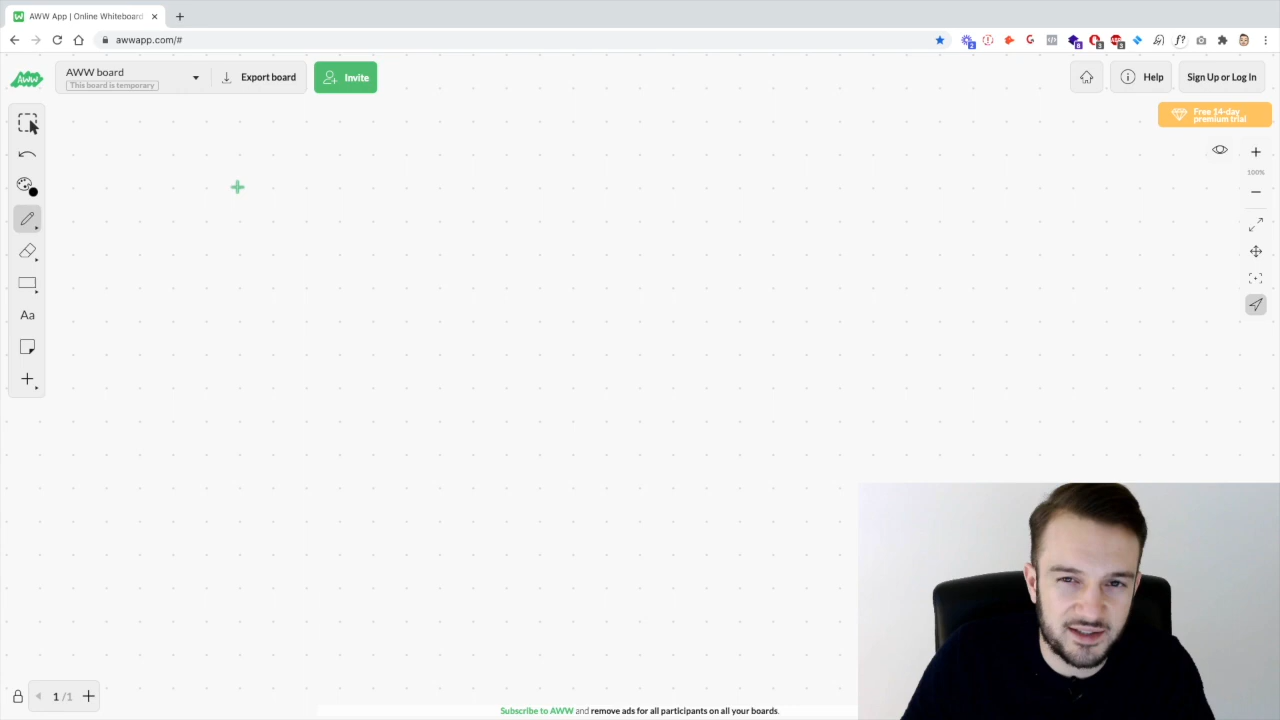 AWW App | Online Whiteboard
awwapp.com/#
AWW
AWW board
This board is temporary
Export board
Invite
Help
Sign Up or Log In
Free 14-day
premium trial
100%
Aa
1 /1
Subscribe to AWW and remove ads for all participants on all your boards.